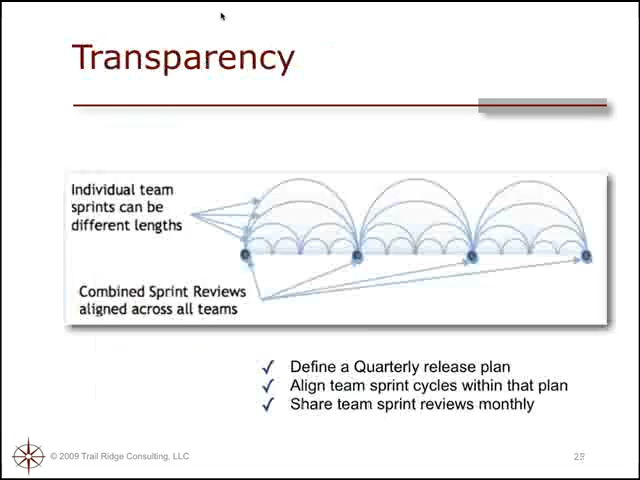 Transparency
Individual team
sprints can be
different lengths
Combined Sprint Reviews
aligned across all teams
✓ Define a Quarterly release plan
✓ Align team sprint cycles within that plan
✓ Share team sprint reviews monthly
© 2009 Trail Ridge Consulting, LLC